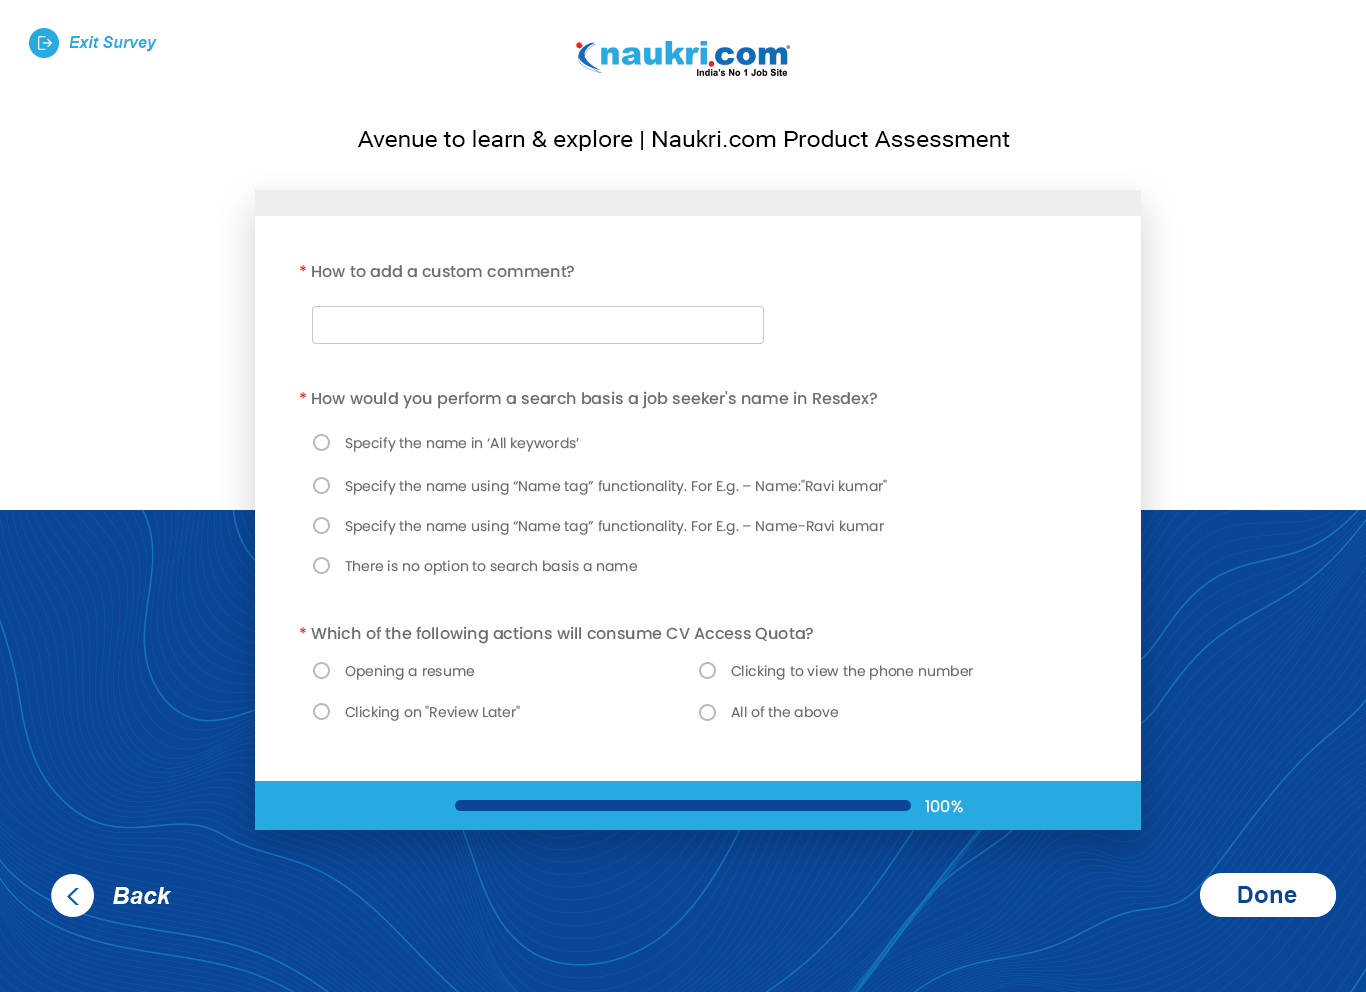 Exit Survey
naukri.com
India's No 1 Job Site
Avenue to learn & explore | Naukri.com Product Assessment
* How to add a custom comment?
* How would you perform a search basis a job seeker's name in Resdex?
Specify the name in ‘All keywords’
Specify the name using “Name tag” functionality. For E.g. – Name:"Ravi kumar"
Specify the name using “Name tag” functionality. For E.g. – Name-Ravi kumar
There is no option to search basis a name
* Which of the following actions will consume CV Access Quota?
Opening a resume
Clicking to view the phone number
Clicking on "Review Later"
All of the above
100%
Back
Done